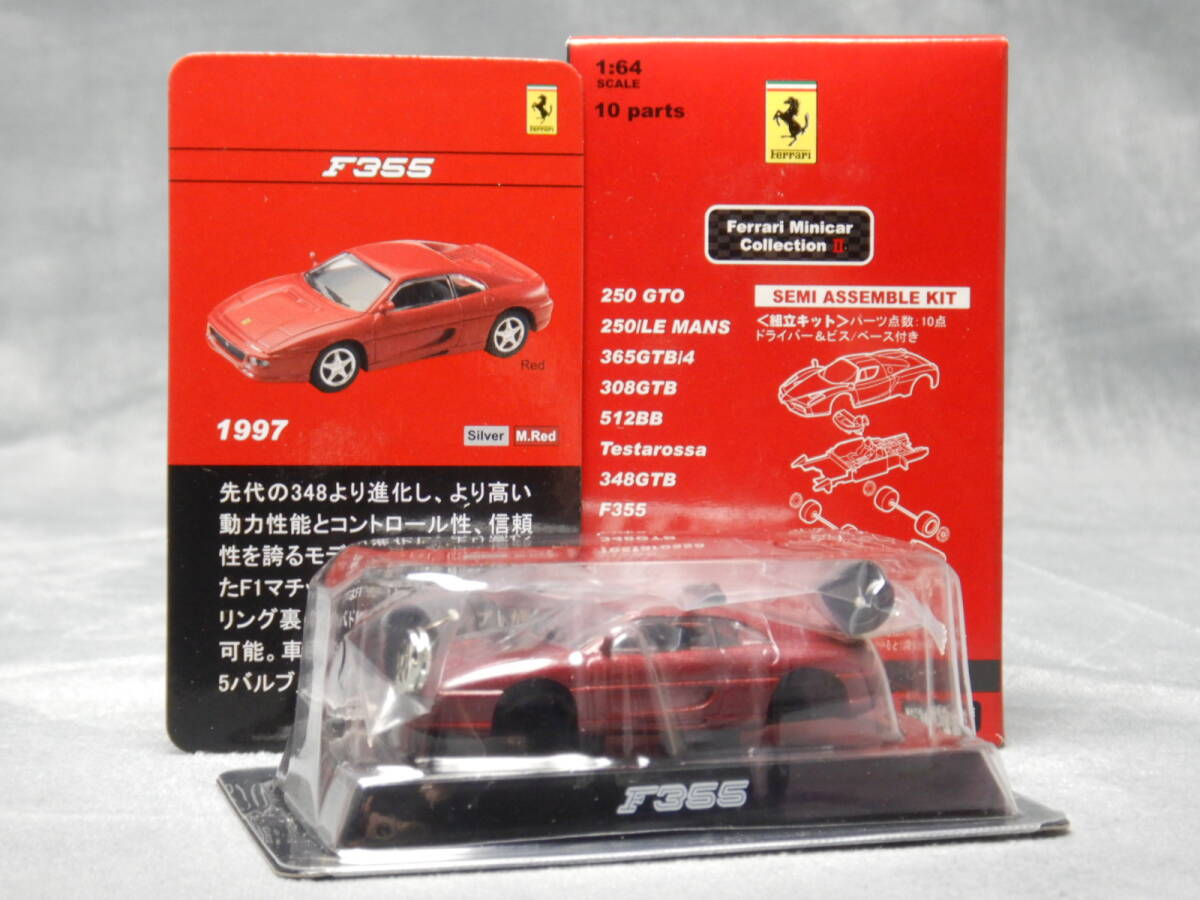 Ferrari
F355
Red
1997
Silver
M.Red
先代の348より進化し、より高い
動力性能とコントロール性、信頼
性を誇るモデ
たF1マチ
リング裏
可能。車
5バルブ
1:64
SCALE
10 parts
Ferrari
Ferrari Minicar
Collection II
250 GTO
250/LE MANS
365GTB/4
308GTB
512BB
Testarossa
348GTB
F355
SEMI ASSEMBLE KIT
＜組立キット＞パーツ点数:10点
ドライバー&ビス/ベース付き
F355